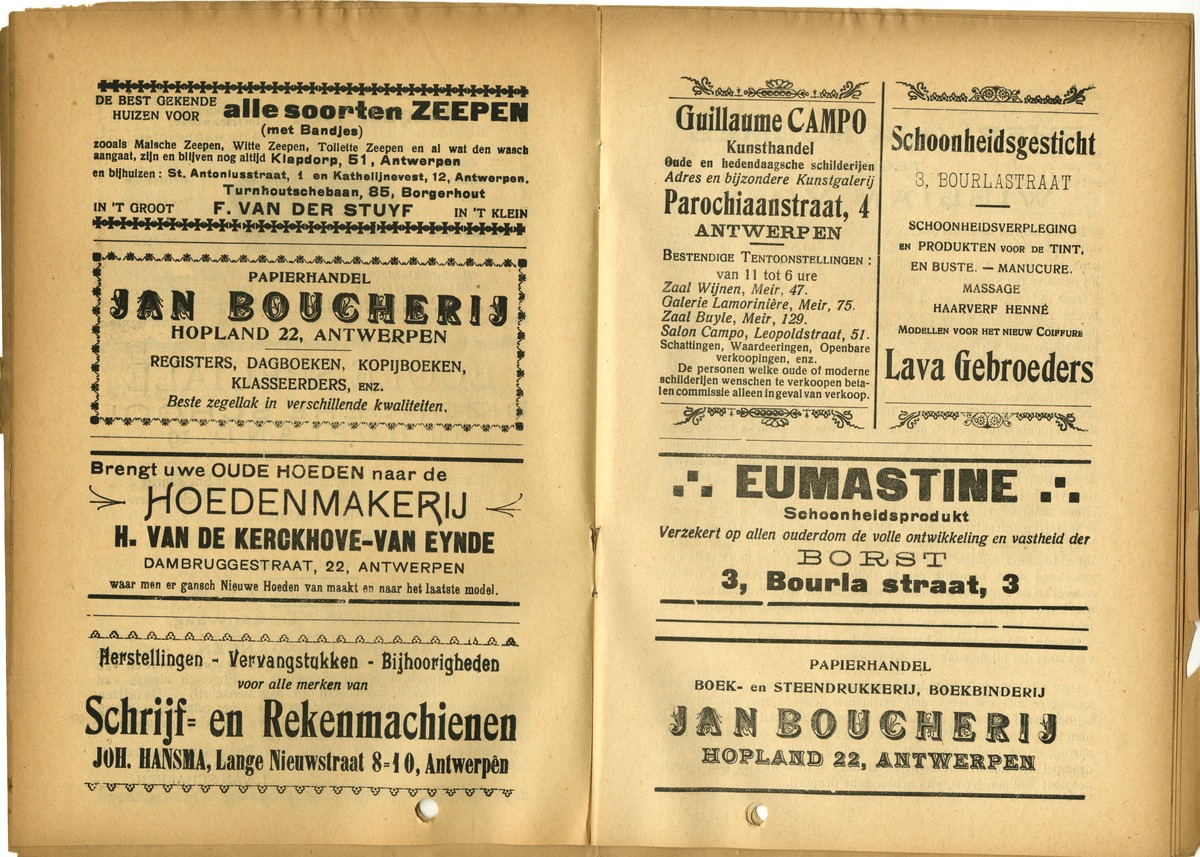 DE BEST GEKENDE
HUIZEN VOOR
alle soorten ZEEPEN
(met Bandjes)
zooals Malsche Zeepen, Witte Zeepen, Toilette Zeepen en al wat den wasch
aangaat, zijn en blijven nog altijd Klapdorp, 51, Antwerpen
en bijhuizen : St. Antoniusstraat, 1 en Kathelijnevest, 12, Antwerpen.
Turnhoutschebaan, 85, Borgerhout
IN 'T GROOT F. VAN DER STUYF IN 'T KLEIN
PAPIERHANDEL
JAN BOUCHERIJ
HOPLAND 22, ANTWERPEN
REGISTERS, DAGBOEKEN, KOPIJBOEKEN,
KLASSEERDERS, ENZ.
Beste zegellak in verschillende kwaliteiten.
Brengt uwe OUDE HOEDEN naar de
HOEDENMAKERIJ
H. VAN DE KERCKHOVE-VAN EYNDE
DAMBRUGGESTRAAT, 22, ANTWERPEN
waar men er gansch Nieuwe Hoeden van maakt en naar het laatste model.
Herstellingen - Vervangstukken - Bijhoorigheden
voor alle merken van
Schrijf= en Rekenmachienen
JOH. HANSMA, Lange Nieuwstraat 8=10, Antwerpên
Guillaume CAMPO
Kunsthandel
Oude en hedendaagsche schilderijen
Adres en bijzondere Kunstgalerij
Parochiaanstraat, 4
ANTWERPEN
BESTENDIGE TENTOONSTELLINGEN :
van 11 tot 6 ure
Zaal Wijnen, Meir, 47.
Galerie Lamorinière, Meir, 75.
Zaal Buyle, Meir, 129.
Salon Campo, Leopoldstraat, 51.
Schattingen, Waardeeringen, Openbare
verkoopingen, enz.
De personen welke oude of moderne
schilderijen wenschen te verkoopen beta-
len commissie alleen in geval van verkoop.
Schoonheidsgesticht
3, BOURLASTRAAT
SCHOONHEIDSVERPLEGING
EN PRODUKTEN VOOR DE TINT,
EN BUSTE. — MANUCURE.
MASSAGE
HAARVERF HENNÉ
MODELLEN VOOR HET NIEUW COIFFURE
Lava Gebroeders
EUMASTINE
Schoonheidsprodukt
Verzekert op allen ouderdom de volle ontwikkeling en vastheid der
BORST
3, Bourla straat, 3
PAPIERHANDEL
BOEK- en STEENDRUKKERIJ, BOEKBINDERIJ
JAN BOUCHERIJ
HOPLAND 22, ANTWERPEN